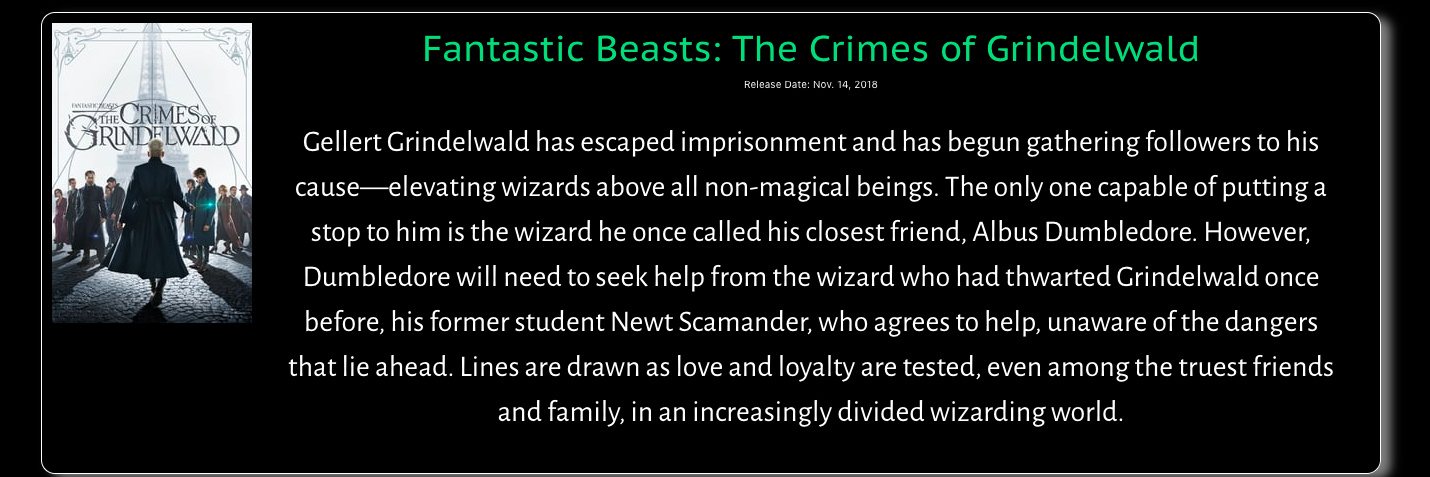 FANTASTIC BEASTS
THE CRIMES OF
GRINDELWALD
Fantastic Beasts: The Crimes of Grindelwald
Release Date: Nov. 14, 2018
Gellert Grindelwald has escaped imprisonment and has begun gathering followers to his
cause—elevating wizards above all non-magical beings. The only one capable of putting a
stop to him is the wizard he once called his closest friend, Albus Dumbledore. However,
Dumbledore will need to seek help from the wizard who had thwarted Grindelwald once
before, his former student Newt Scamander, who agrees to help, unaware of the dangers
that lie ahead. Lines are drawn as love and loyalty are tested, even among the truest friends
and family, in an increasingly divided wizarding world.